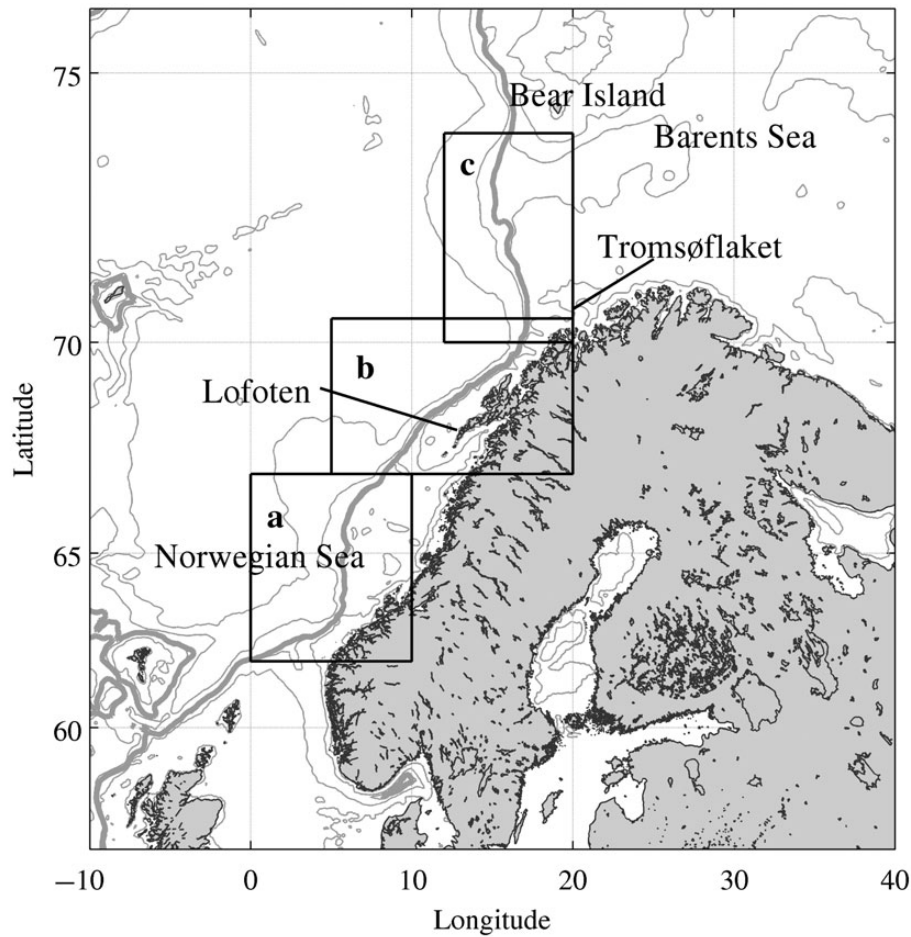 75
Bear Island
Barents Sea
c
Tromsøflaket
70
b
Lofoten
Latitude
a
65
Norwegian Sea
60
−10
0
10
20
30
40
Longitude